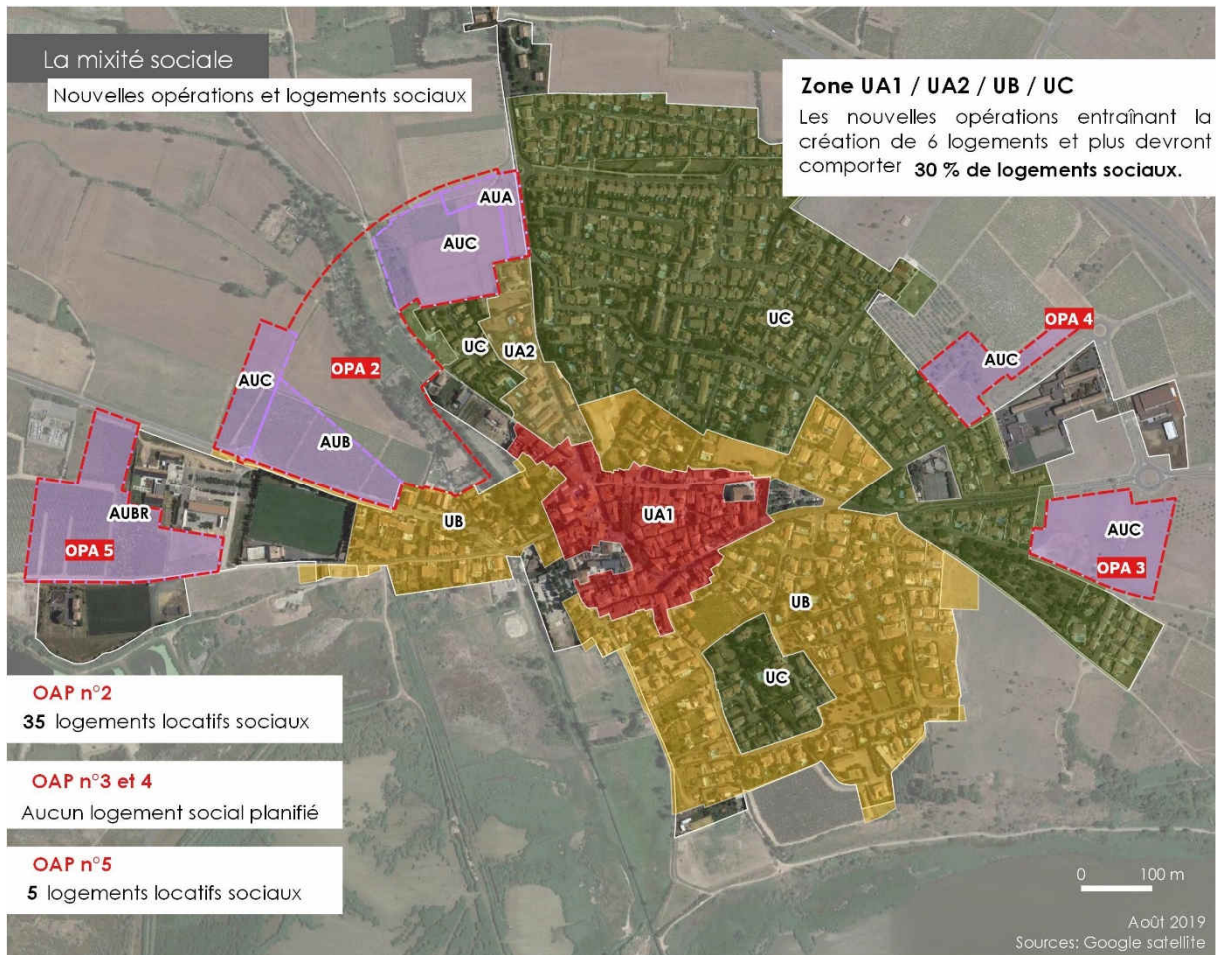 La mixité sociale
Nouvelles opérations et logements sociaux
Zone UA1 / UA2 / UB / UC
Les nouvelles opérations entraînant la
création de 6 logements et plus devront
comporter 30 % de logements sociaux.
AUA
AUC
UC
OPA 4
UC
UA2
AUC
OPA 2
AUC
AUB
AUBR
UB
UA1
AUC
OPA 5
OPA 3
UB
UC
OAP n°2
35 logements locatifs sociaux
OAP n°3 et 4
Aucun logement social planifié
OAP n°5
5 logements locatifs sociaux
0 100 m
Août 2019
Sources: Google satellite